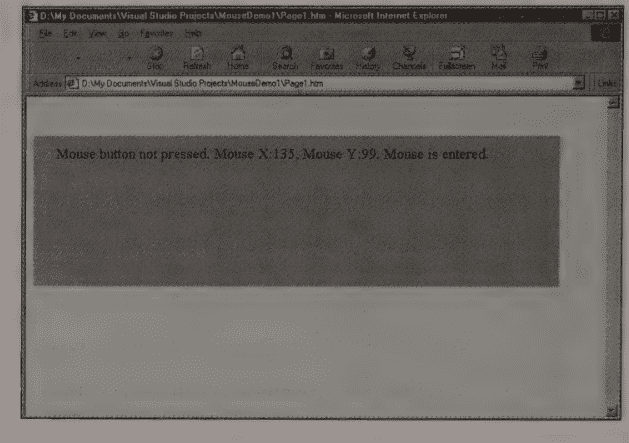 D:\My Documents\Visual Studio Projects\MouseDemo1\Page1.htm - Microsoft Internet Explorer
File Edit View Go Favorites Help
Stop Refresh Home Search Favorites History Channels Fullscreen Mail Print
Address D:\My Documents\Visual Studio Projects\MouseDemo1\Page1.htm Links
Mouse button not pressed. Mouse X:135, Mouse Y:99. Mouse is entered.